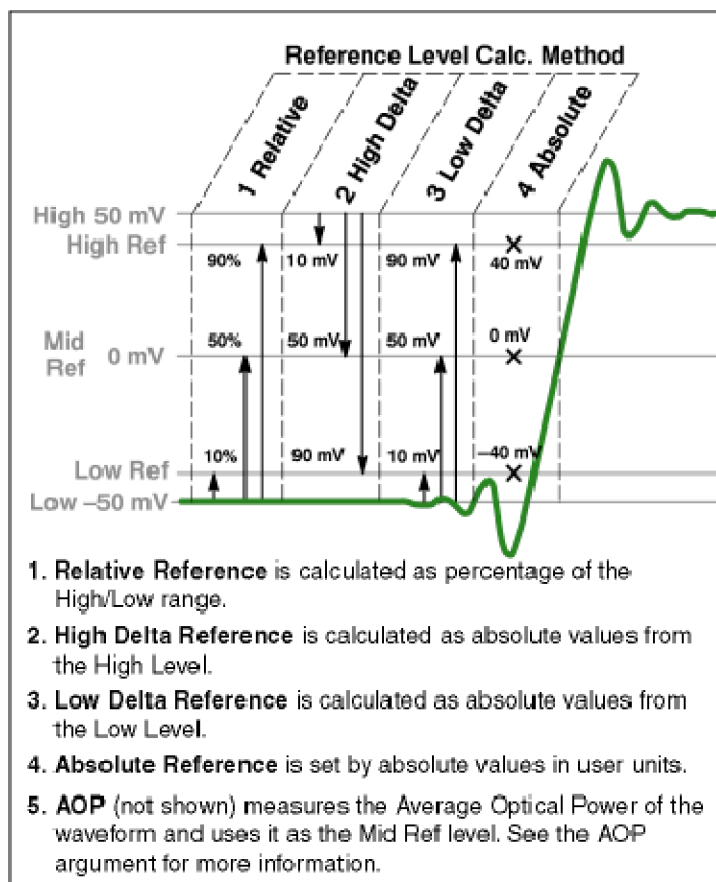 Reference Level Calc. Method
1 Relative
2 High Delta
3 Low Delta
4 Absolute
High 50 mV
High Ref
90%
10 mV
90 mV
40 mV
Mid
Ref
0 mV
50%
50 mV
50 mV
0 mV
10%
90 mV
10 mV
–40 mV
Low Ref
Low –50 mV
1. Relative Reference is calculated as percentage of the
High/Low range.
2. High Delta Reference is calculated as absolute values from
the High Level.
3. Low Delta Reference is calculated as absolute values from
the Low Level.
4. Absolute Reference is set by absolute values in user units.
5. AOP (not shown) measures the Average Optical Power of the
waveform and uses it as the Mid Ref level. See the AOP
argument for more information.